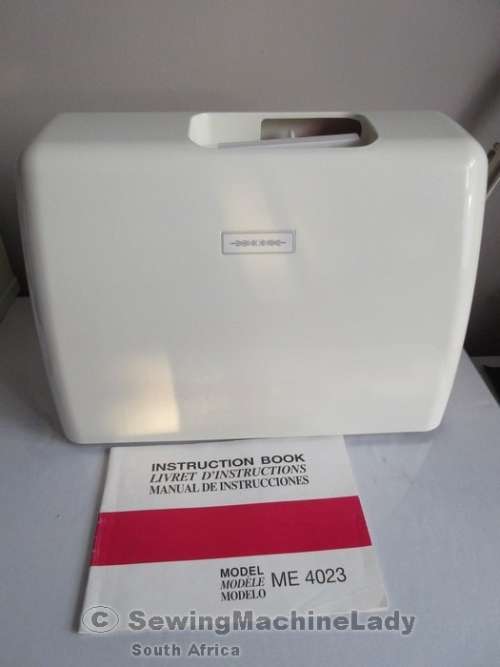 INSTRUCTION BOOK
LIVRET D'INSTRUCTIONS
MANUAL DE INSTRUCCIONES
MODEL
MODÈLE ME 4023
MODELO
© SewingMachineLady
South Africa